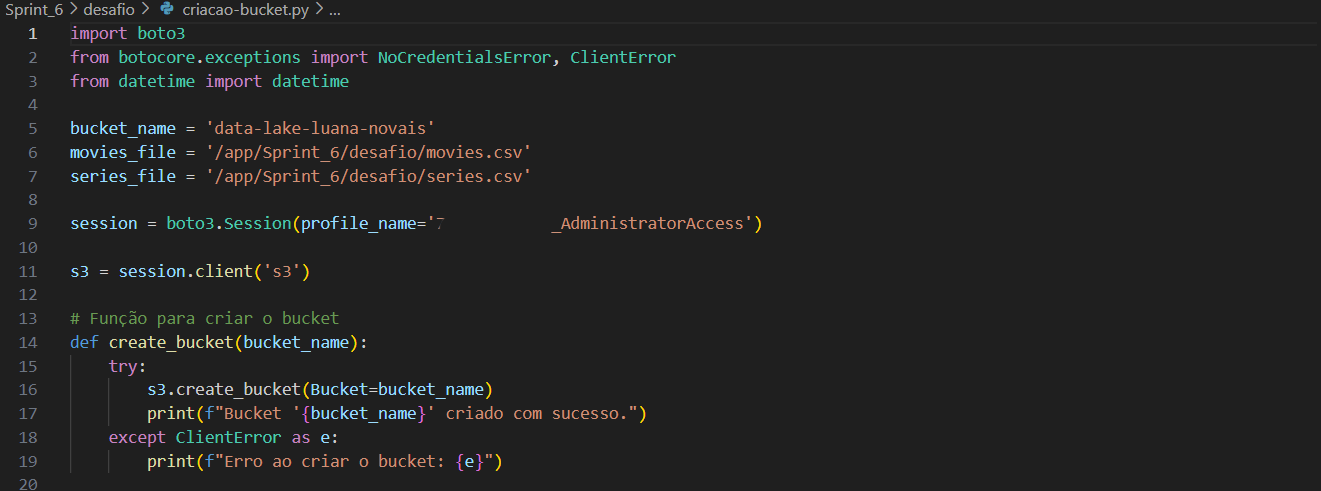 Sprint_6 > desafio > criacao-bucket.py > ...
1 import boto3
2 from botocore.exceptions import NoCredentialsError, ClientError
3 from datetime import datetime
4
5 bucket_name = 'data-lake-luana-novais'
6 movies_file = '/app/Sprint_6/desafio/movies.csv'
7 series_file = '/app/Sprint_6/desafio/series.csv'
8
9 session = boto3.Session(profile_name='7 _AdministratorAccess')
10
11 s3 = session.client('s3')
12
13 # Função para criar o bucket
14 def create_bucket(bucket_name):
15     try:
16         s3.create_bucket(Bucket=bucket_name)
17         print(f"Bucket '{bucket_name}' criado com sucesso.")
18     except ClientError as e:
19         print(f"Erro ao criar o bucket: {e}")
20